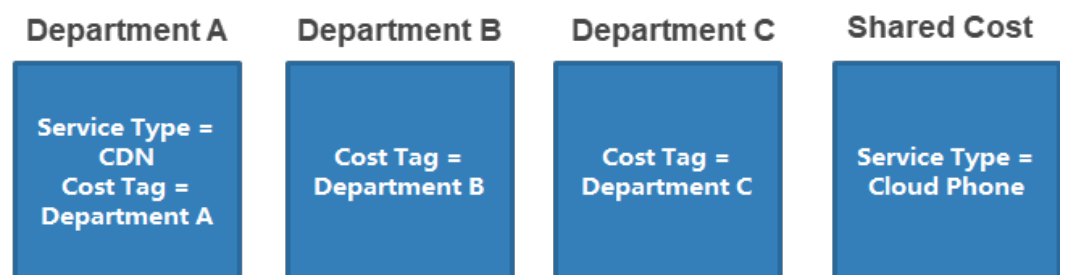 Department A
Department B
Department C
Shared Cost
Service Type =
CDN
Cost Tag =
Department A
Cost Tag =
Department B
Cost Tag =
Department C
Service Type =
Cloud Phone